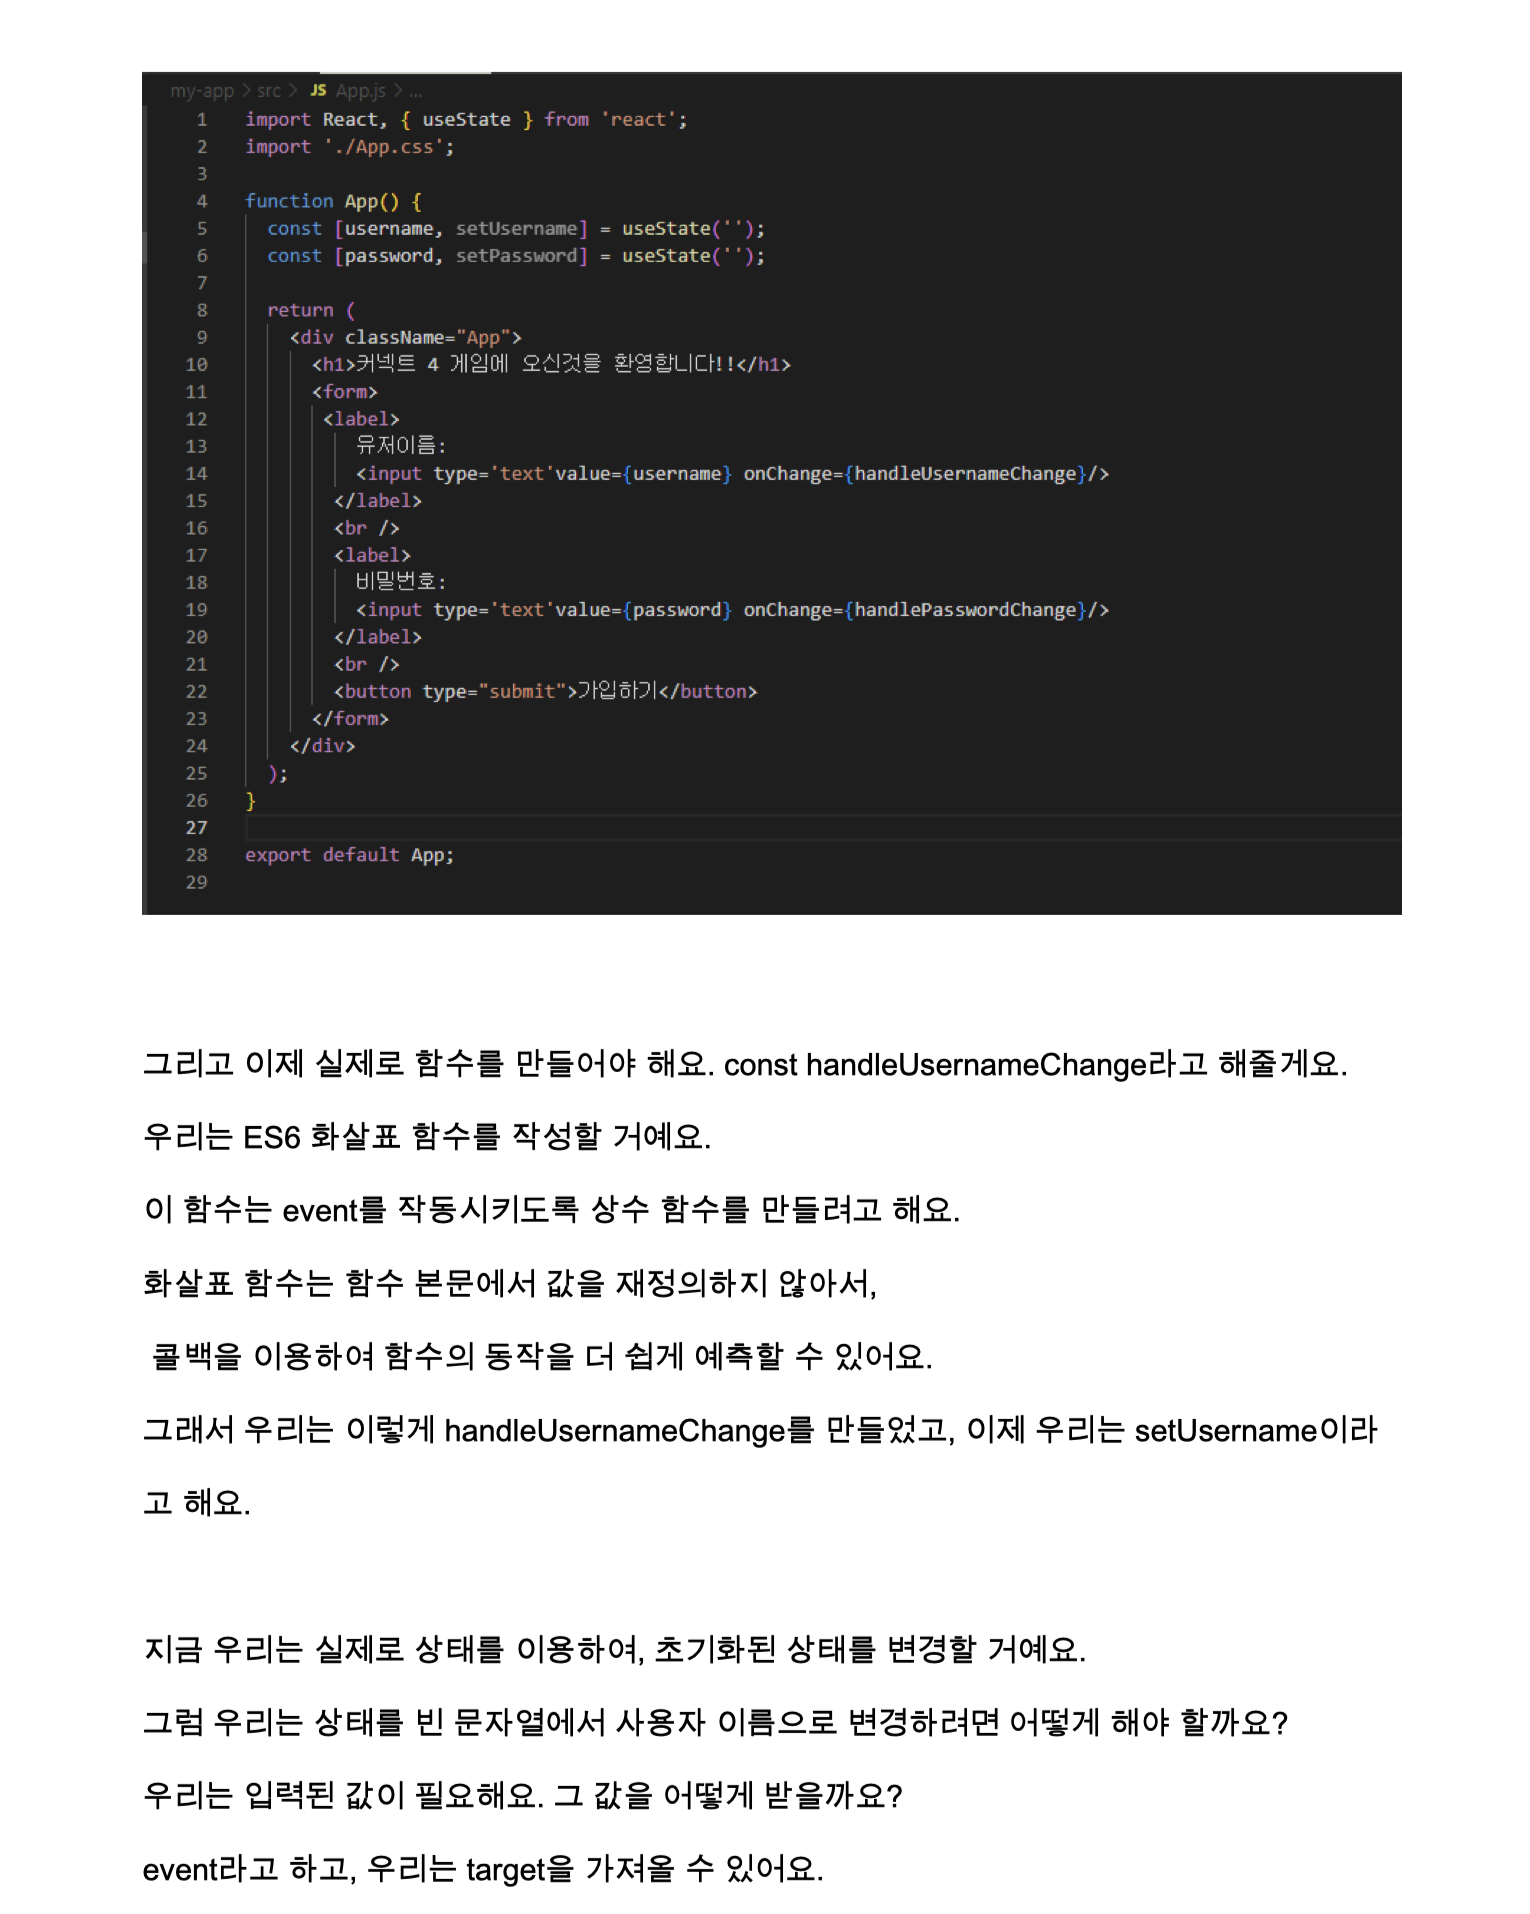 my-app > src > JS App.js > ...
1 import React, { useState } from 'react';
2 import './App.css';
3
4 function App() {
5 const [username, setUsername] = useState('');
6 const [password, setPassword] = useState('');
7
8 return (
9 <div className="App">
10 <h1>커넥트 4 게임에 오신것을 환영합니다!!</h1>
11 <form>
12 <label>
13 유저이름:
14 <input type='text'value={username} onChange={handleUsernameChange}/>
15 </label>
16 <br />
17 <label>
18 비밀번호:
19 <input type='text'value={password} onChange={handlePasswordChange}/>
20 </label>
21 <br />
22 <button type="submit">가입하기</button>
23 </form>
24 </div>
25 );
26 }
27
28 export default App;
29
그리고 이제 실제로 함수를 만들어야 해요. const handleUsernameChange라고 해줄게요.
우리는 ES6 화살표 함수를 작성할 거예요.
이 함수는 event를 작동시키도록 상수 함수를 만들려고 해요.
화살표 함수는 함수 본문에서 값을 재정의하지 않아서,
콜백을 이용하여 함수의 동작을 더 쉽게 예측할 수 있어요.
그래서 우리는 이렇게 handleUsernameChange를 만들었고, 이제 우리는 setUsername이라
고 해요.
지금 우리는 실제로 상태를 이용하여, 초기화된 상태를 변경할 거예요.
그럼 우리는 상태를 빈 문자열에서 사용자 이름으로 변경하려면 어떻게 해야 할까요?
우리는 입력된 값이 필요해요. 그 값을 어떻게 받을까요?
event라고 하고, 우리는 target을 가져올 수 있어요.